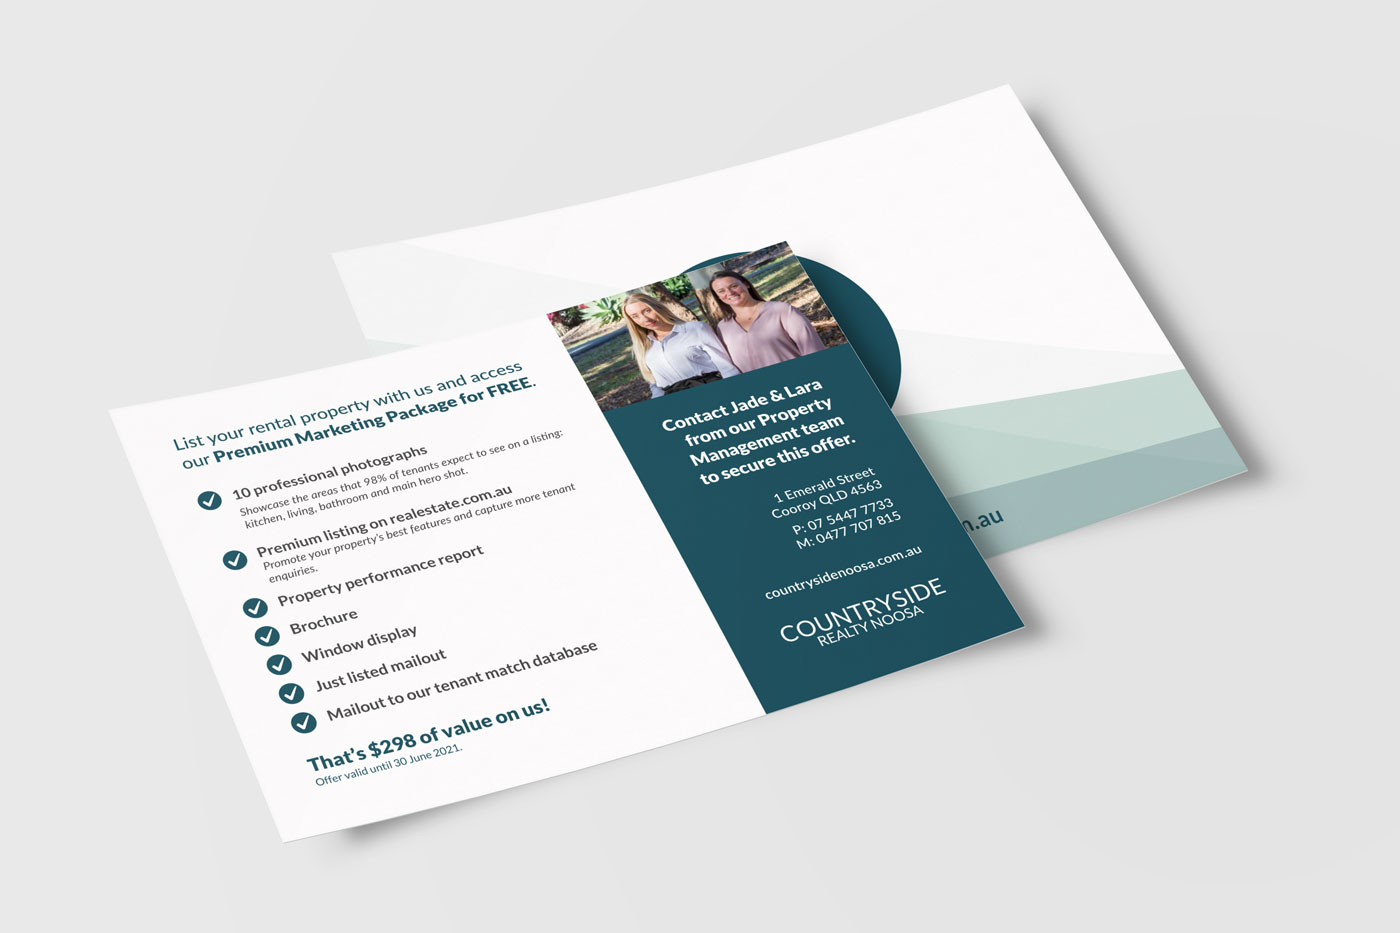 List your rental property with us and access
our Premium Marketing Package for FREE.
10 professional photographs
Showcase the areas that 98% of tenants expect to see on a listing:
kitchen, living, bathroom and main hero shot.
Premium listing on realestate.com.au
Promote your property's best features and capture more tenant
enquiries.
Property performance report
Brochure
Window display
Just listed mailout
Mailout to our tenant match database
That's $298 of value on us!
Offer valid until 30 June 2021.
Contact Jade & Lara
from our Property
Management team
to secure this offer.
1 Emerald Street
Cooroy QLD 4563
P: 07 5447 7733
M: 0477 707 815
countrysidenoosa.com.au
COUNTRYSIDE
REALTY NOOSA
.au